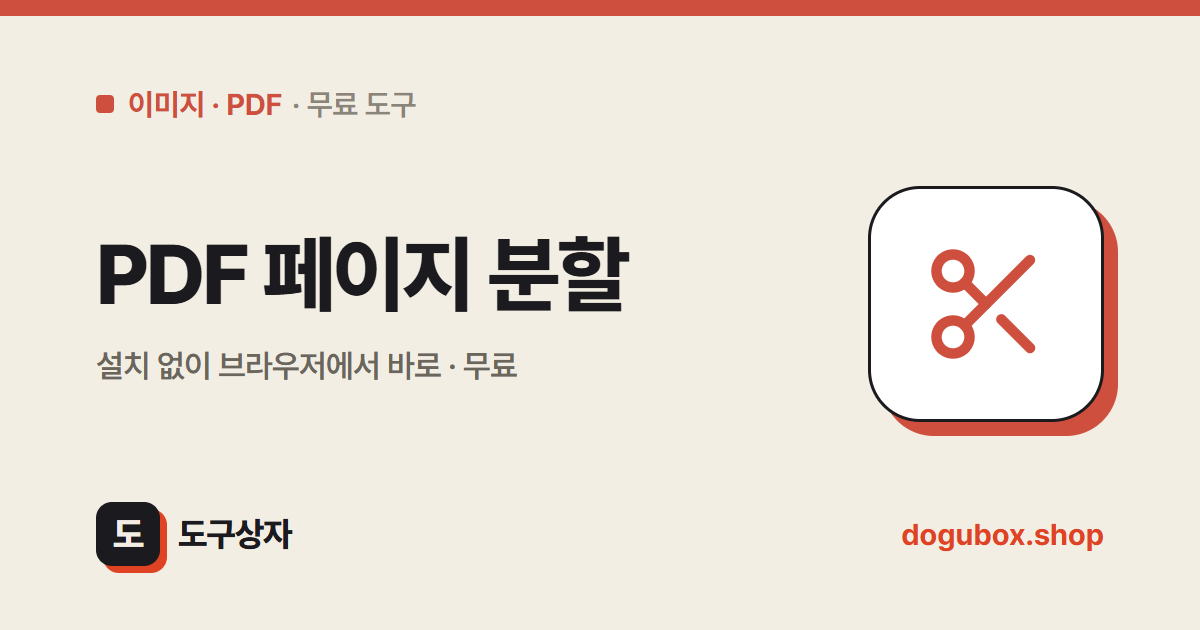 이미지 · PDF · 무료 도구
PDF 페이지 분할
설치 없이 브라우저에서 바로 · 무료
도 도구상자
dogubox.shop